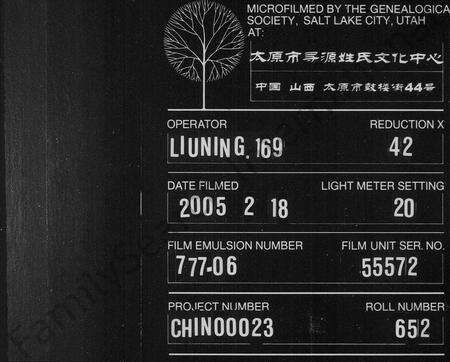 MICROFILMED BY THE GENEALOGICA
SOCIETY, SALT LAKE CITY, UTAH
AT:
太原市寻源姓氏文化中心
中国 山西 太原市鼓楼街44号
OPERATOR REDUCTION X
LIUNING, 169 42
DATE FILMED LIGHT METER SETTING
2005 2 18 20
FILM EMULSION NUMBER FILM UNIT SER. NO.
777-06 55572
PROJECT NUMBER ROLL NUMBER
CHIN00023 652